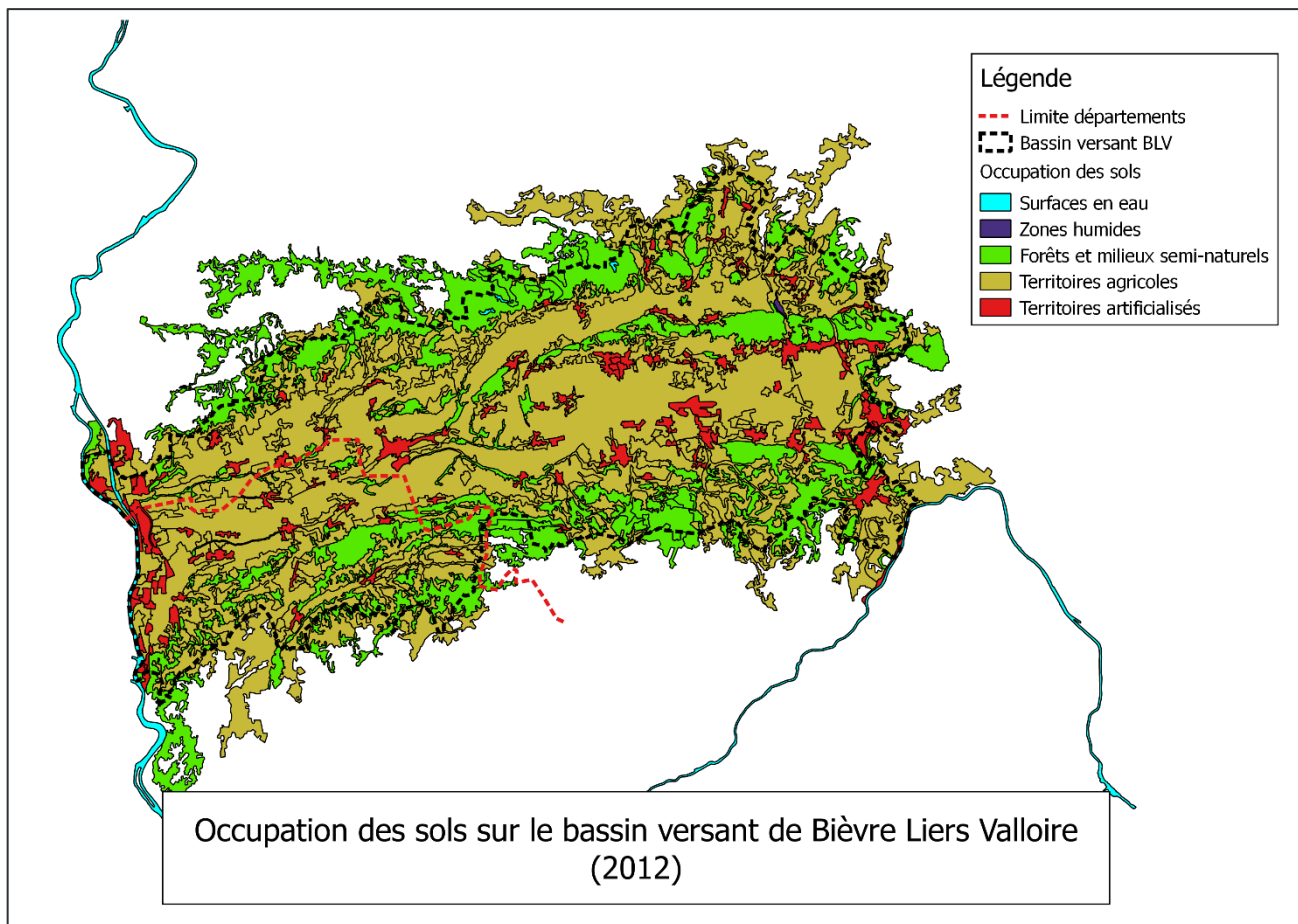 Légende
Limite départements
Bassin versant BLV
Occupation des sols
Surfaces en eau
Zones humides
Forêts et milieux semi-naturels
Territoires agricoles
Territoires artificialisés
Occupation des sols sur le bassin versant de Bièvre Liers Valloire
(2012)